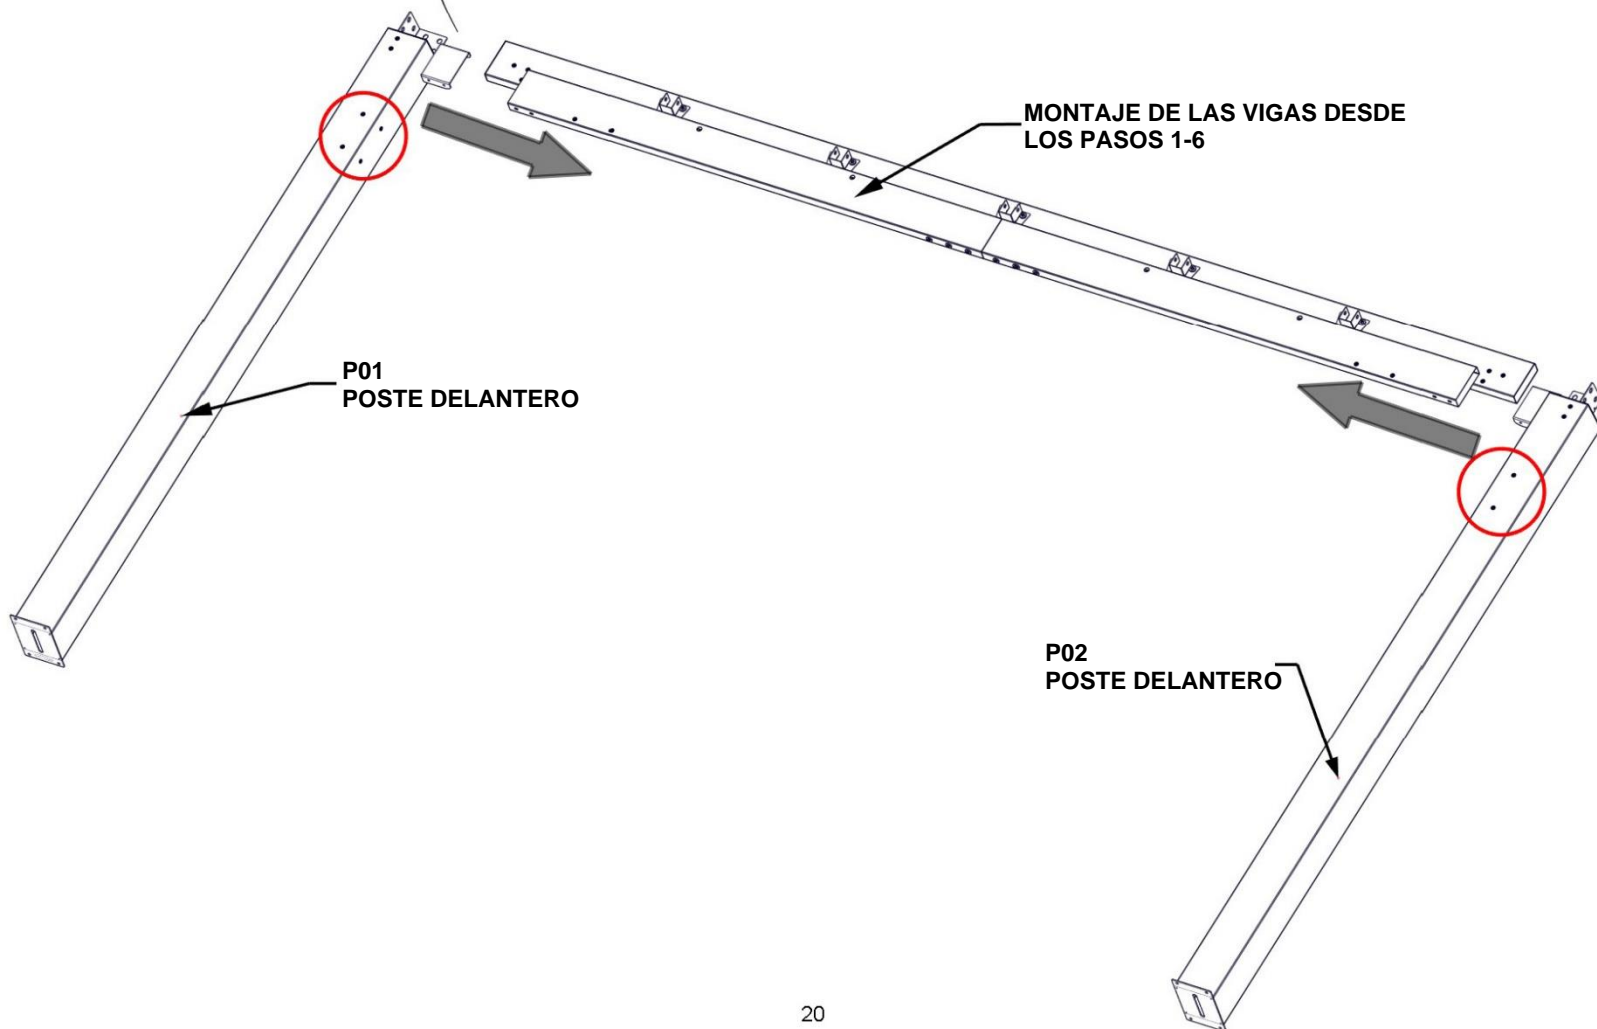 MONTAJE DE LAS VIGAS DESDE
LOS PASOS 1-6
P01
POSTE DELANTERO
P02
POSTE DELANTERO
20